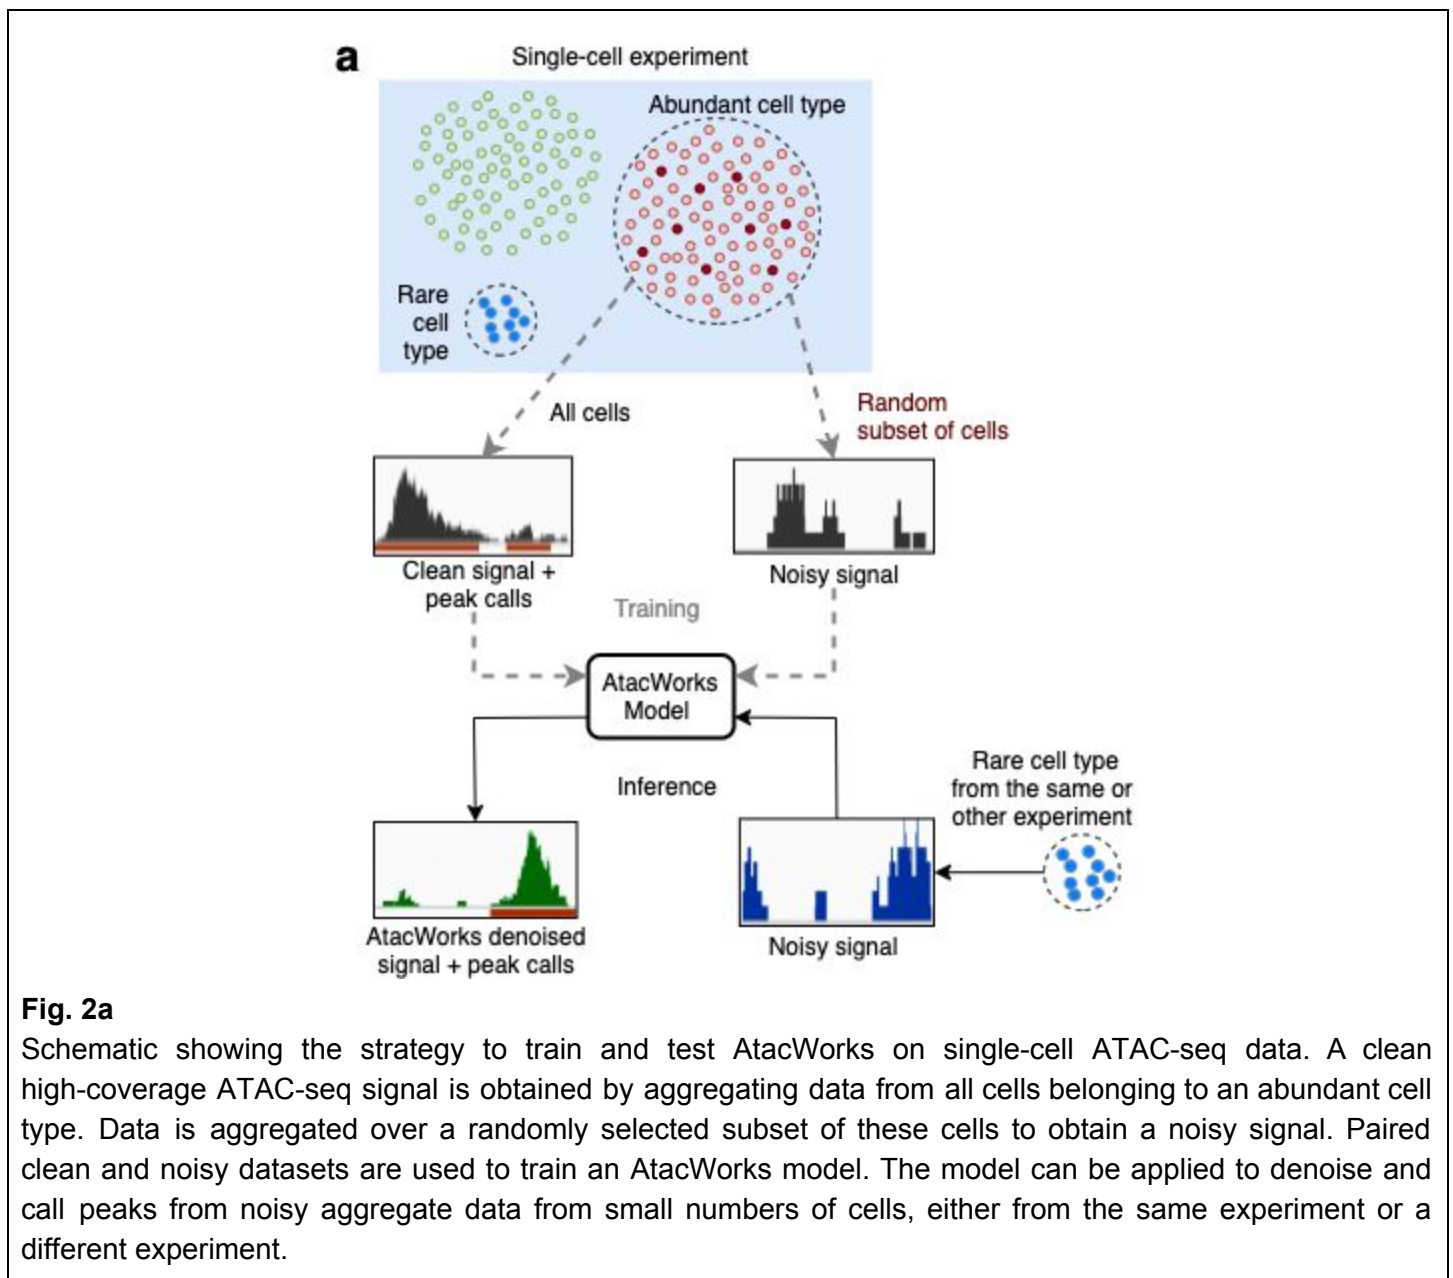 a
Single-cell experiment
Abundant cell type
Rare
cell
type
All cells
Random
subset of cells
Clean signal +
peak calls
Noisy signal
Training
AtacWorks
Model
Inference
Rare cell type
from the same or
other experiment
AtacWorks denoised
signal + peak calls
Noisy signal
Fig. 2a
Schematic showing the strategy to train and test AtacWorks on single-cell ATAC-seq data. A clean
high-coverage ATAC-seq signal is obtained by aggregating data from all cells belonging to an abundant cell
type. Data is aggregated over a randomly selected subset of these cells to obtain a noisy signal. Paired
clean and noisy datasets are used to train an AtacWorks model. The model can be applied to denoise and
call peaks from noisy aggregate data from small numbers of cells, either from the same experiment or a
different experiment.